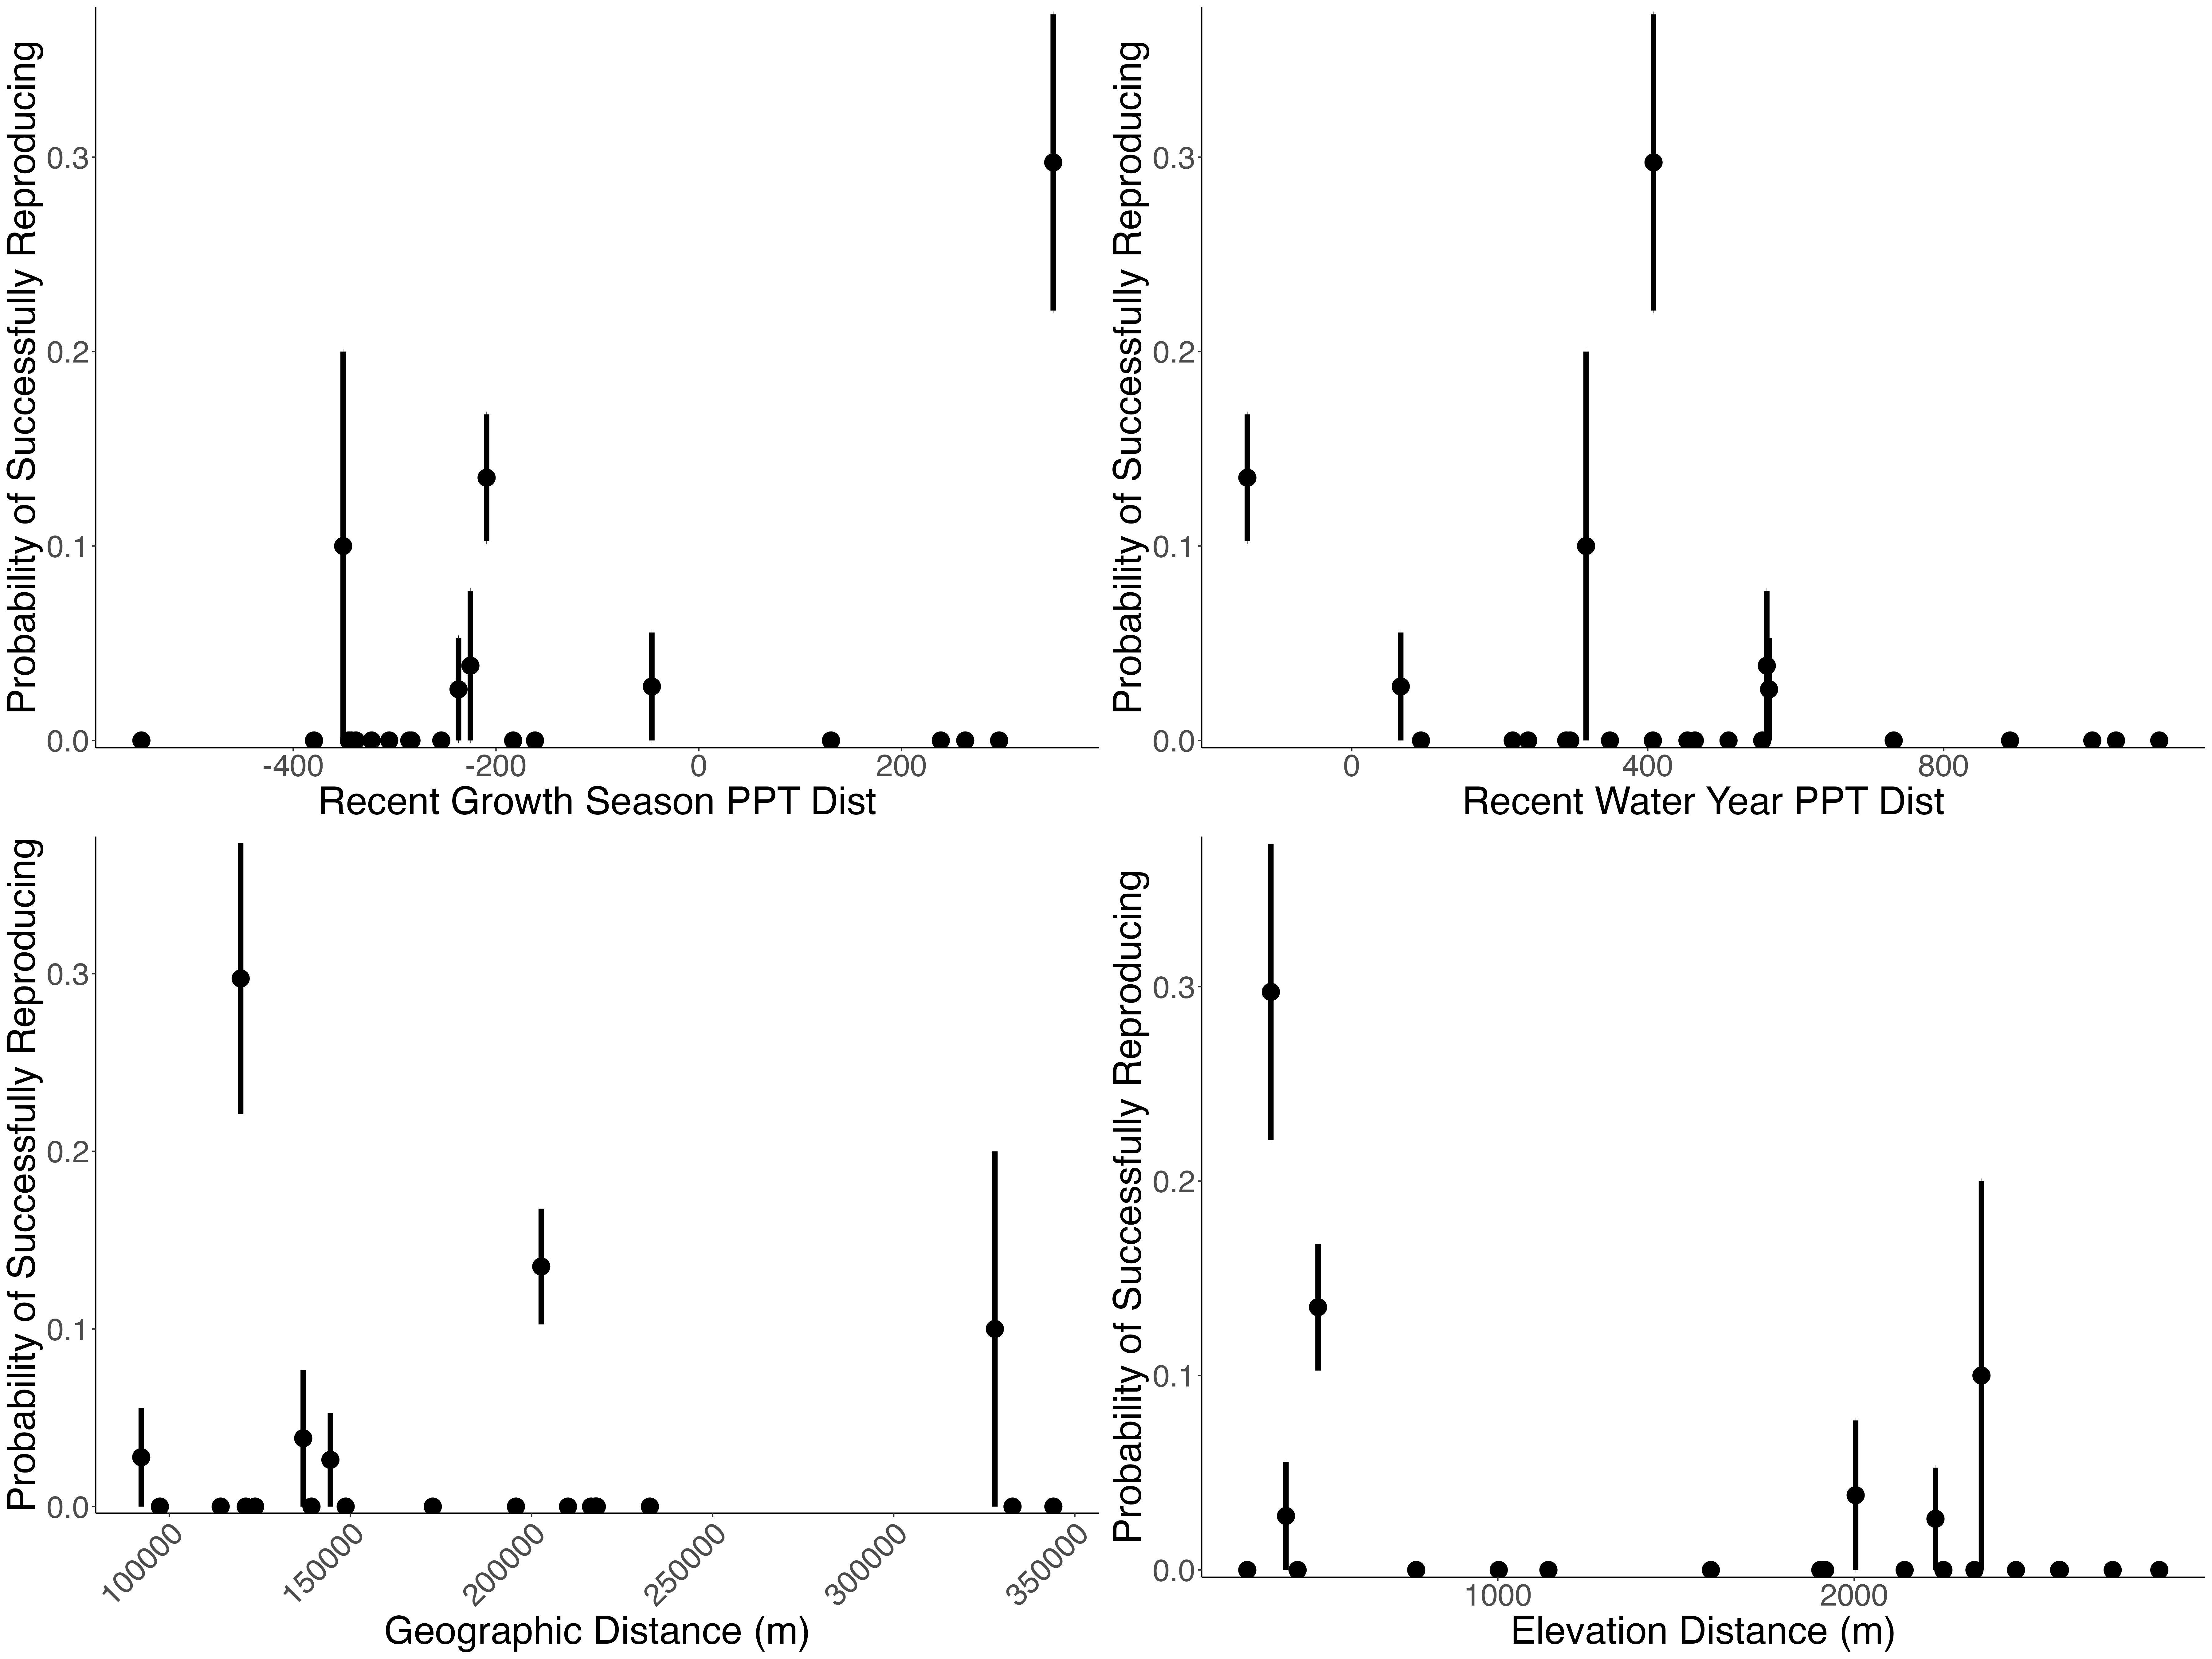 Probability of Successfully Reproducing
0.3
0.2
0.1
0.0
-400 -200 0 200
Recent Growth Season PPT Dist
Probability of Successfully Reproducing
0.3
0.2
0.1
0.0
0 400 800
Recent Water Year PPT Dist
Probability of Successfully Reproducing
0.3
0.2
0.1
0.0
100000 150000 200000 250000 300000 350000
Geographic Distance (m)
Probability of Successfully Reproducing
0.3
0.2
0.1
0.0
1000 2000
Elevation Distance (m)